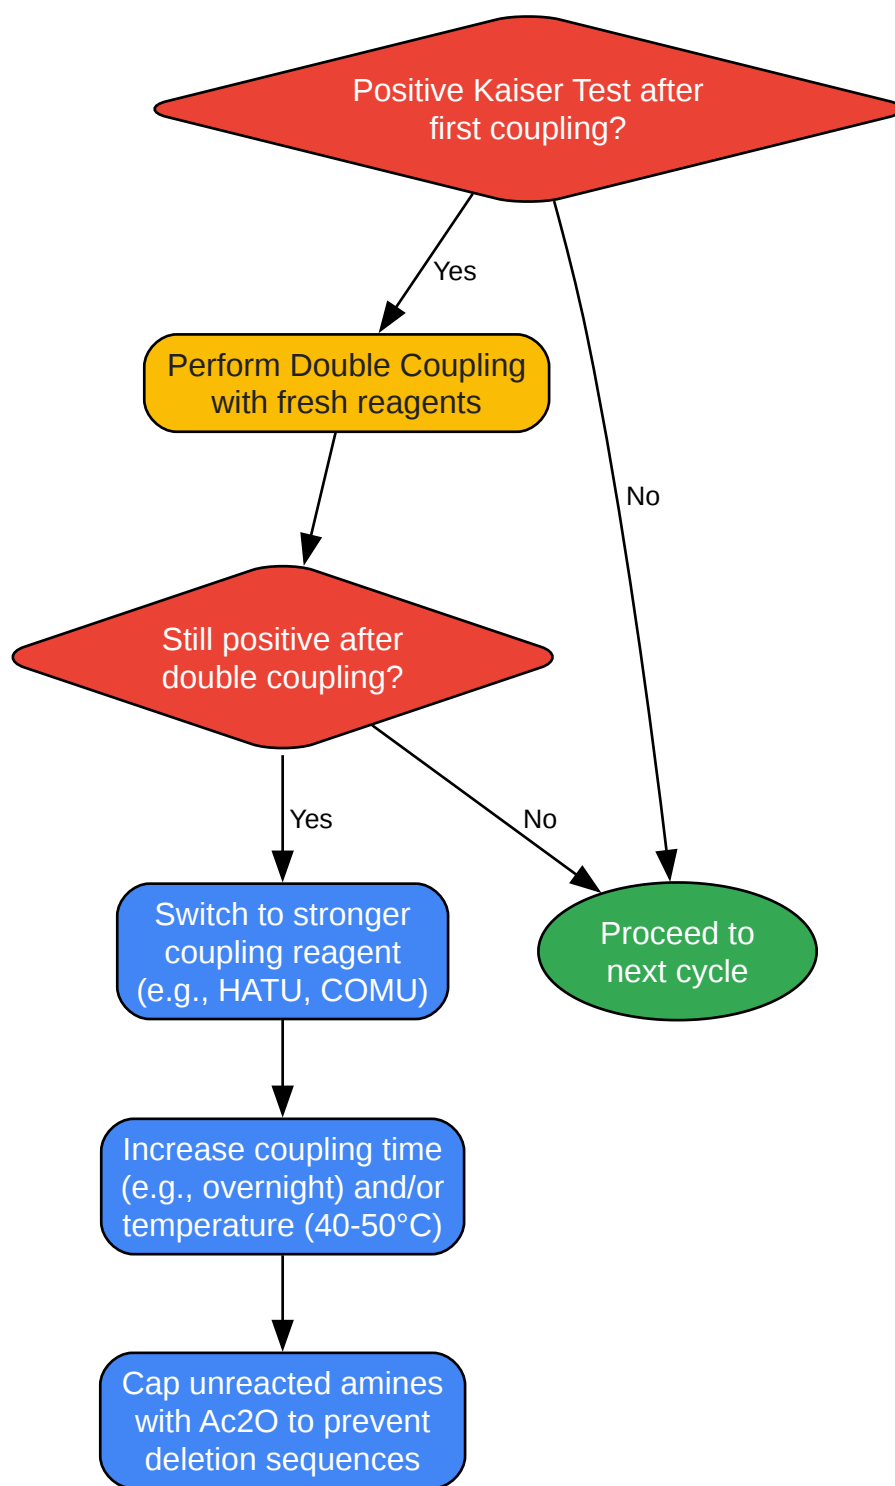 Positive Kaiser Test after
first coupling?
Yes
Perform Double Coupling
with fresh reagents
No
Still positive after
double coupling?
Yes
No
Switch to stronger
coupling reagent
(e.g., HATU, COMU)
Proceed to
next cycle
Increase coupling time
(e.g., overnight) and/or
temperature (40-50°C)
Cap unreacted amines
with Ac2O to prevent
deletion sequences